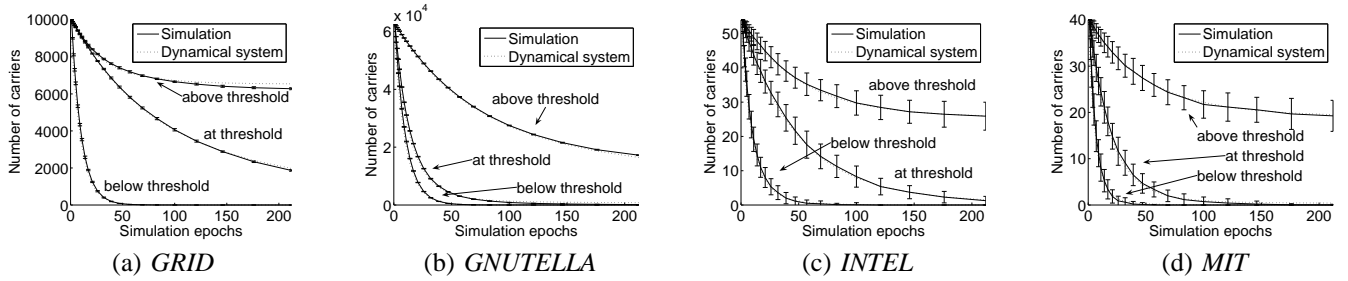 Number of carriers
10000
8000
6000
4000
2000
0
0 50 100 150 200
Simulation epochs
Simulation
Dynamical system
above threshold
at threshold
below threshold
(a) GRID
Number of carriers
x 10^4
6
4
2
0
0 50 100 150 200
Simulation epochs
Simulation
Dynamical system
above threshold
at threshold
below threshold
(b) GNUTELLA
Number of carriers
50
40
30
20
10
0
0 50 100 150 200
Simulation epochs
Simulation
Dynamical system
above threshold
below threshold
at threshold
(c) INTEL
Number of carriers
40
30
20
10
0
0 50 100 150 200
Simulation epochs
Simulation
Dynamical system
above threshold
at threshold
below threshold
(d) MIT